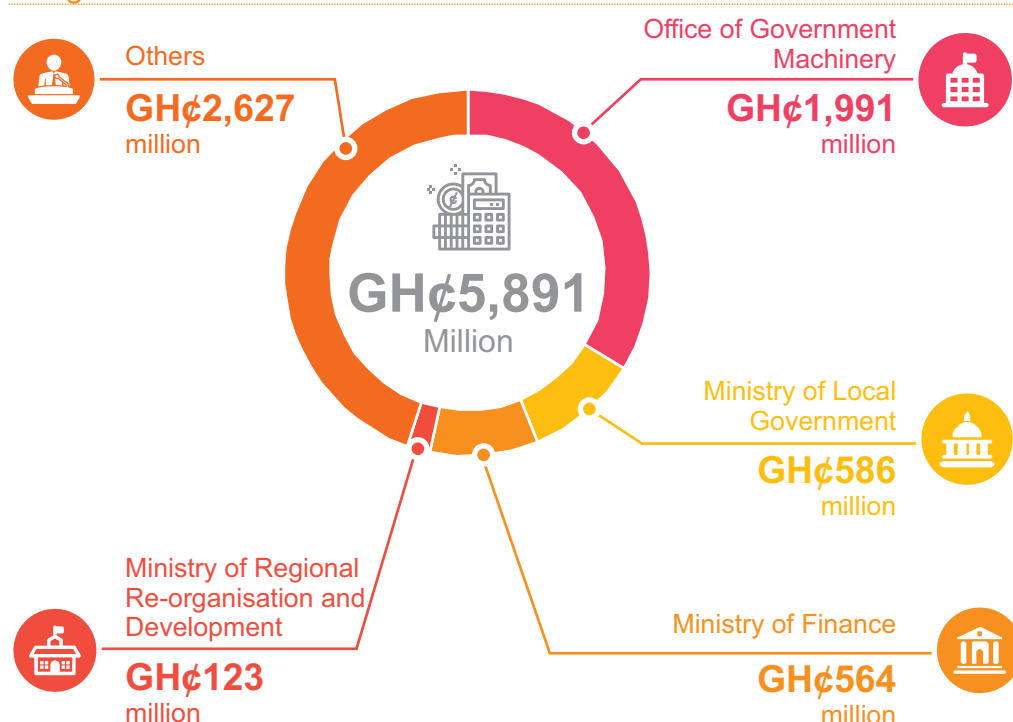 Others
GH¢2,627
million
Office of Government
Machinery
GH¢1,991
million
GH¢5,891
Million
Ministry of Local
Government
GH¢586
million
Ministry of Regional
Re-organisation and
Development
GH¢123
million
Ministry of Finance
GH¢564
million